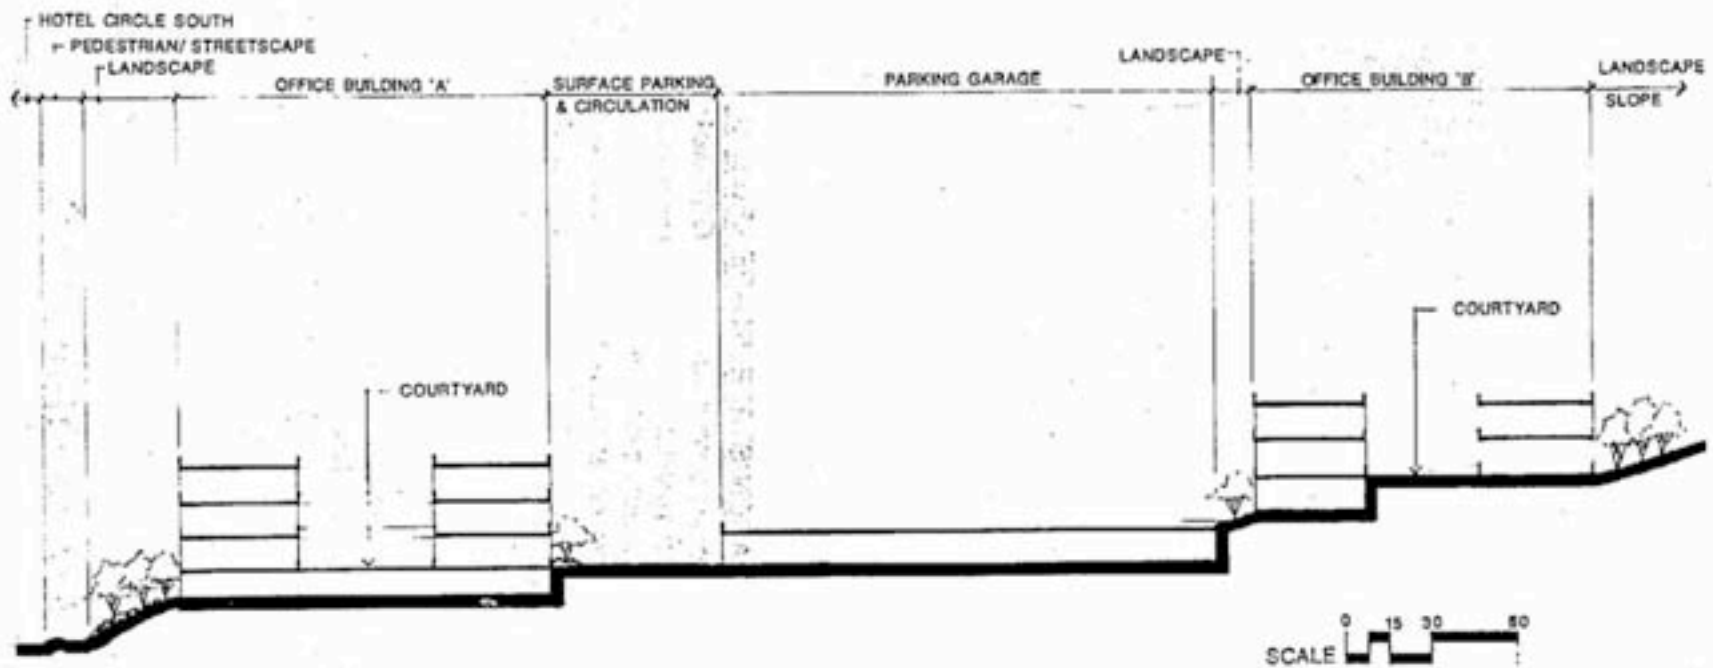 HOTEL CIRCLE SOUTH
PEDESTRIAN/ STREETSCAPE
LANDSCAPE
OFFICE BUILDING 'A'
SURFACE PARKING
& CIRCULATION
PARKING GARAGE
LANDSCAPE
OFFICE BUILDING 'B'
LANDSCAPE
SLOPE
COURTYARD
COURTYARD
0 15 30 60
SCALE